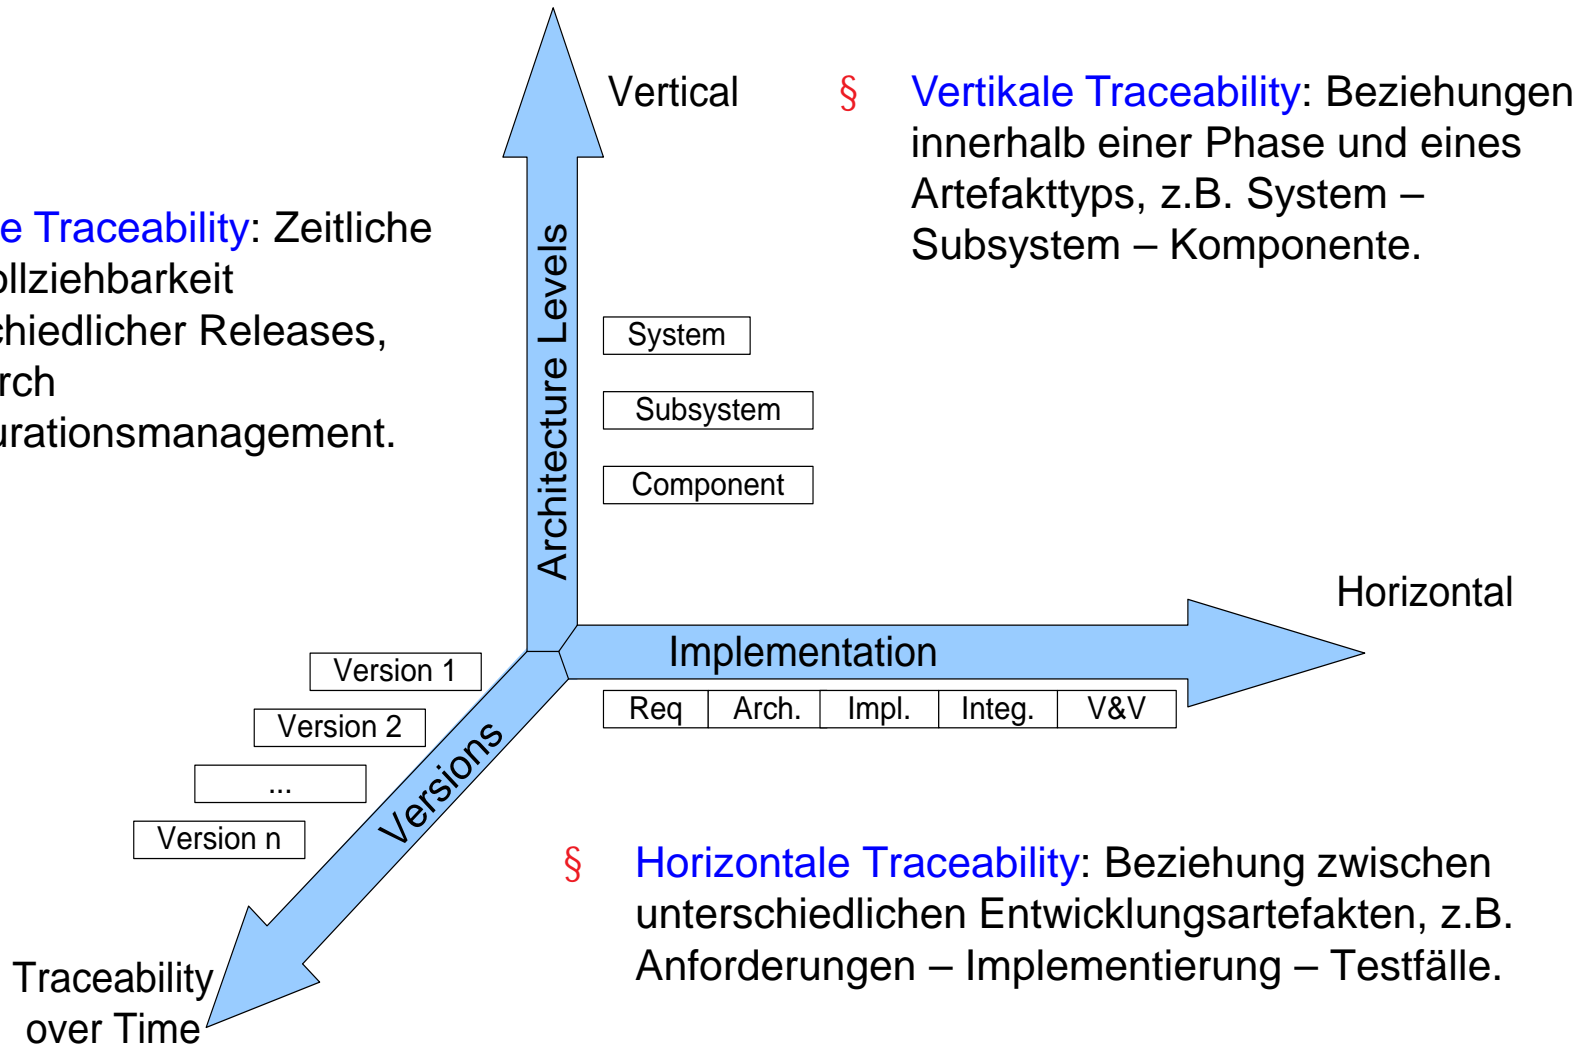 Vertical
§ Vertikale Traceability: Beziehungen
innerhalb einer Phase und eines
Artefakttyps, z.B. System –
Subsystem – Komponente.
e Traceability: Zeitliche
ollziehbarkeit
chiedlicher Releases,
rch
urationsmanagement.
Architecture Levels
System
Subsystem
Component
Horizontal
Implementation
Req Arch. Impl. Integ. V&V
Version 1
Version 2
...
Version n
Versions
§ Horizontale Traceability: Beziehung zwischen
unterschiedlichen Entwicklungsartefakten, z.B.
Anforderungen – Implementierung – Testfälle.
Traceability
over Time